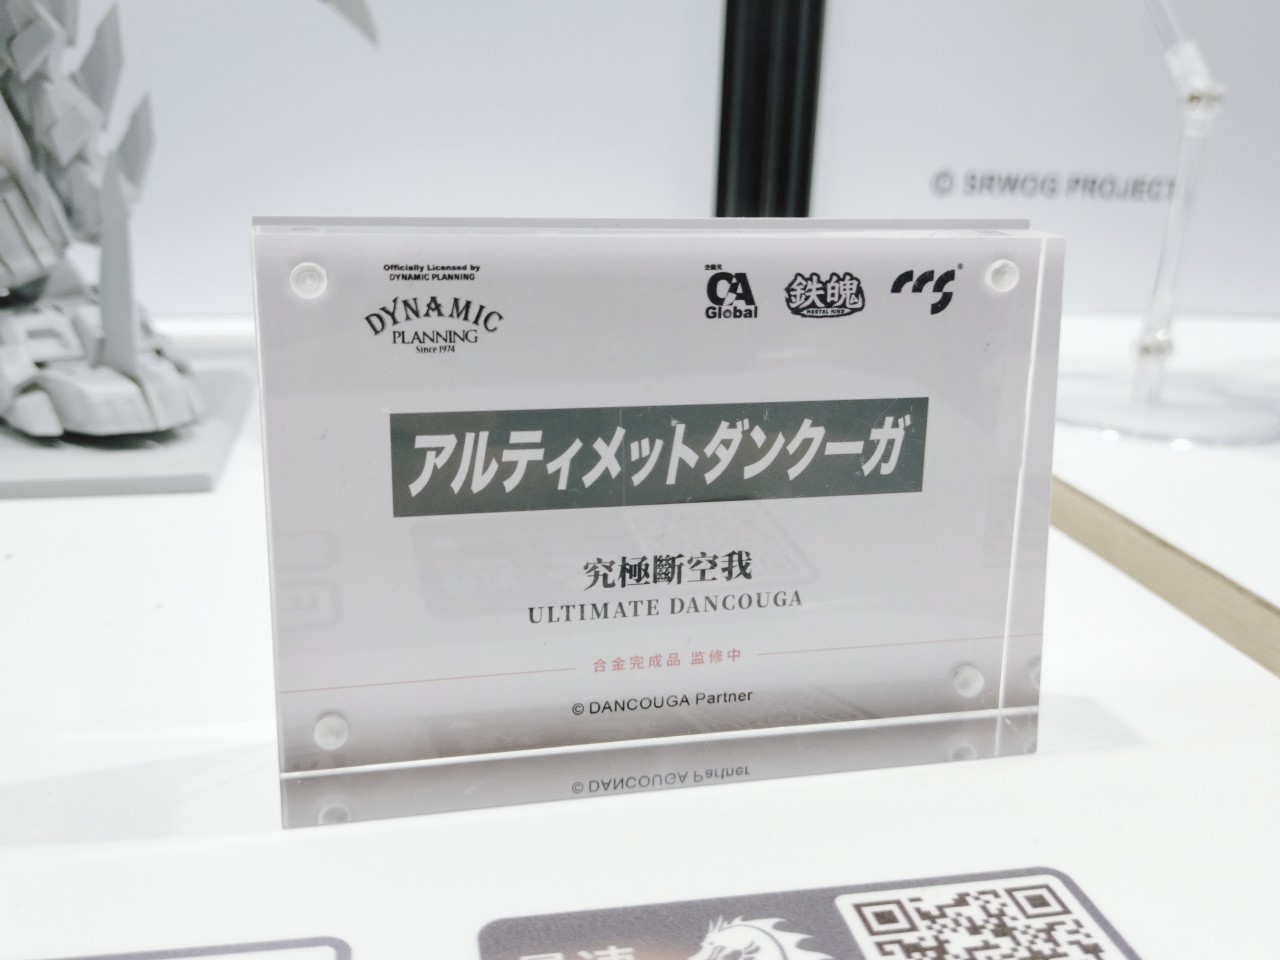 © SRWOG PROJECT
Officially Licensed by
DYNAMIC PLANNING
DYNAMIC
PLANNING
Since 1974
CA
Global
鉄魄
CCS®
アルティメットダンクーガ
究極斷空我
ULTIMATE DANCOUGA
合金完成品 监修中
© DANCOUGA Partner